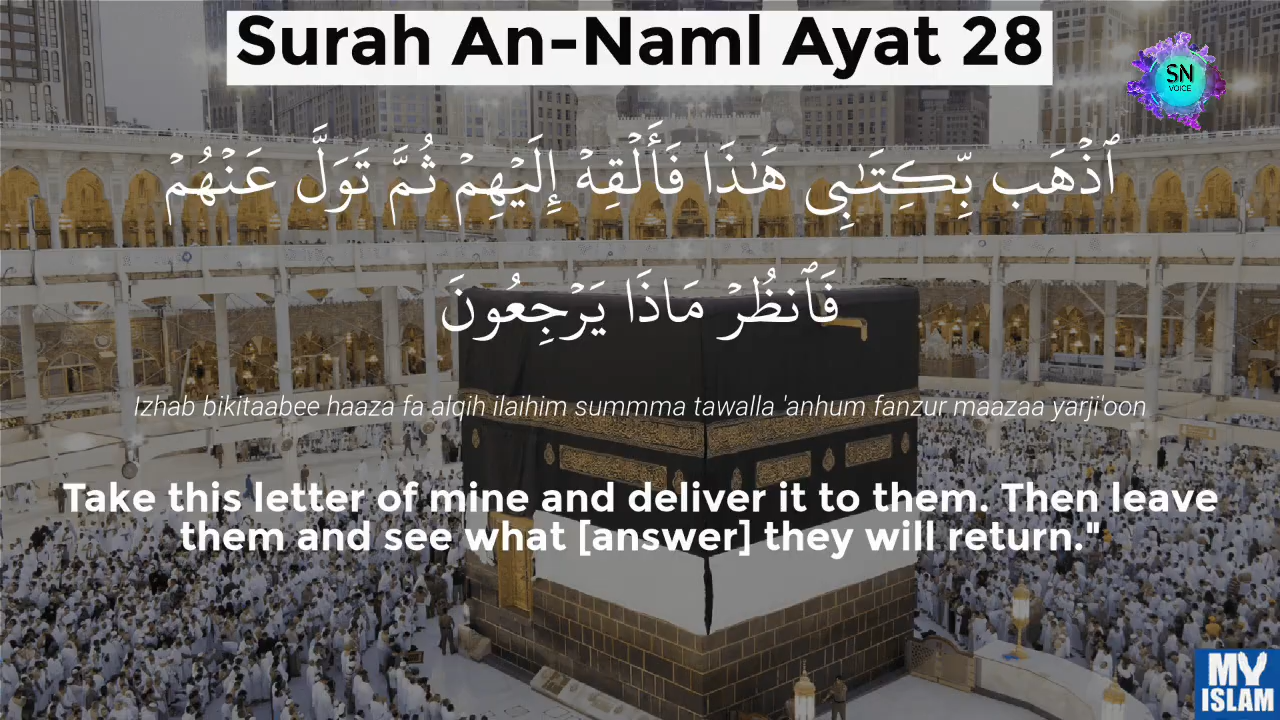 Surah An-Naml Ayat 28
SN
VOICE
ٱذْهَب بِّكِتَـٰبِى هَـٰذَا فَأَلْقِهْ إِلَيْهِمْ ثُمَّ تَوَلَّ عَنْهُمْ
فَٱنظُرْ مَاذَا يَرْجِعُونَ
Izhab bikitaabee haaza fa alqih ilaihim summma tawalla 'anhum fanzur maazaa yarji'oon
Take this letter of mine and deliver it to them. Then leave
them and see what [answer] they will return."
MY
ISLAM